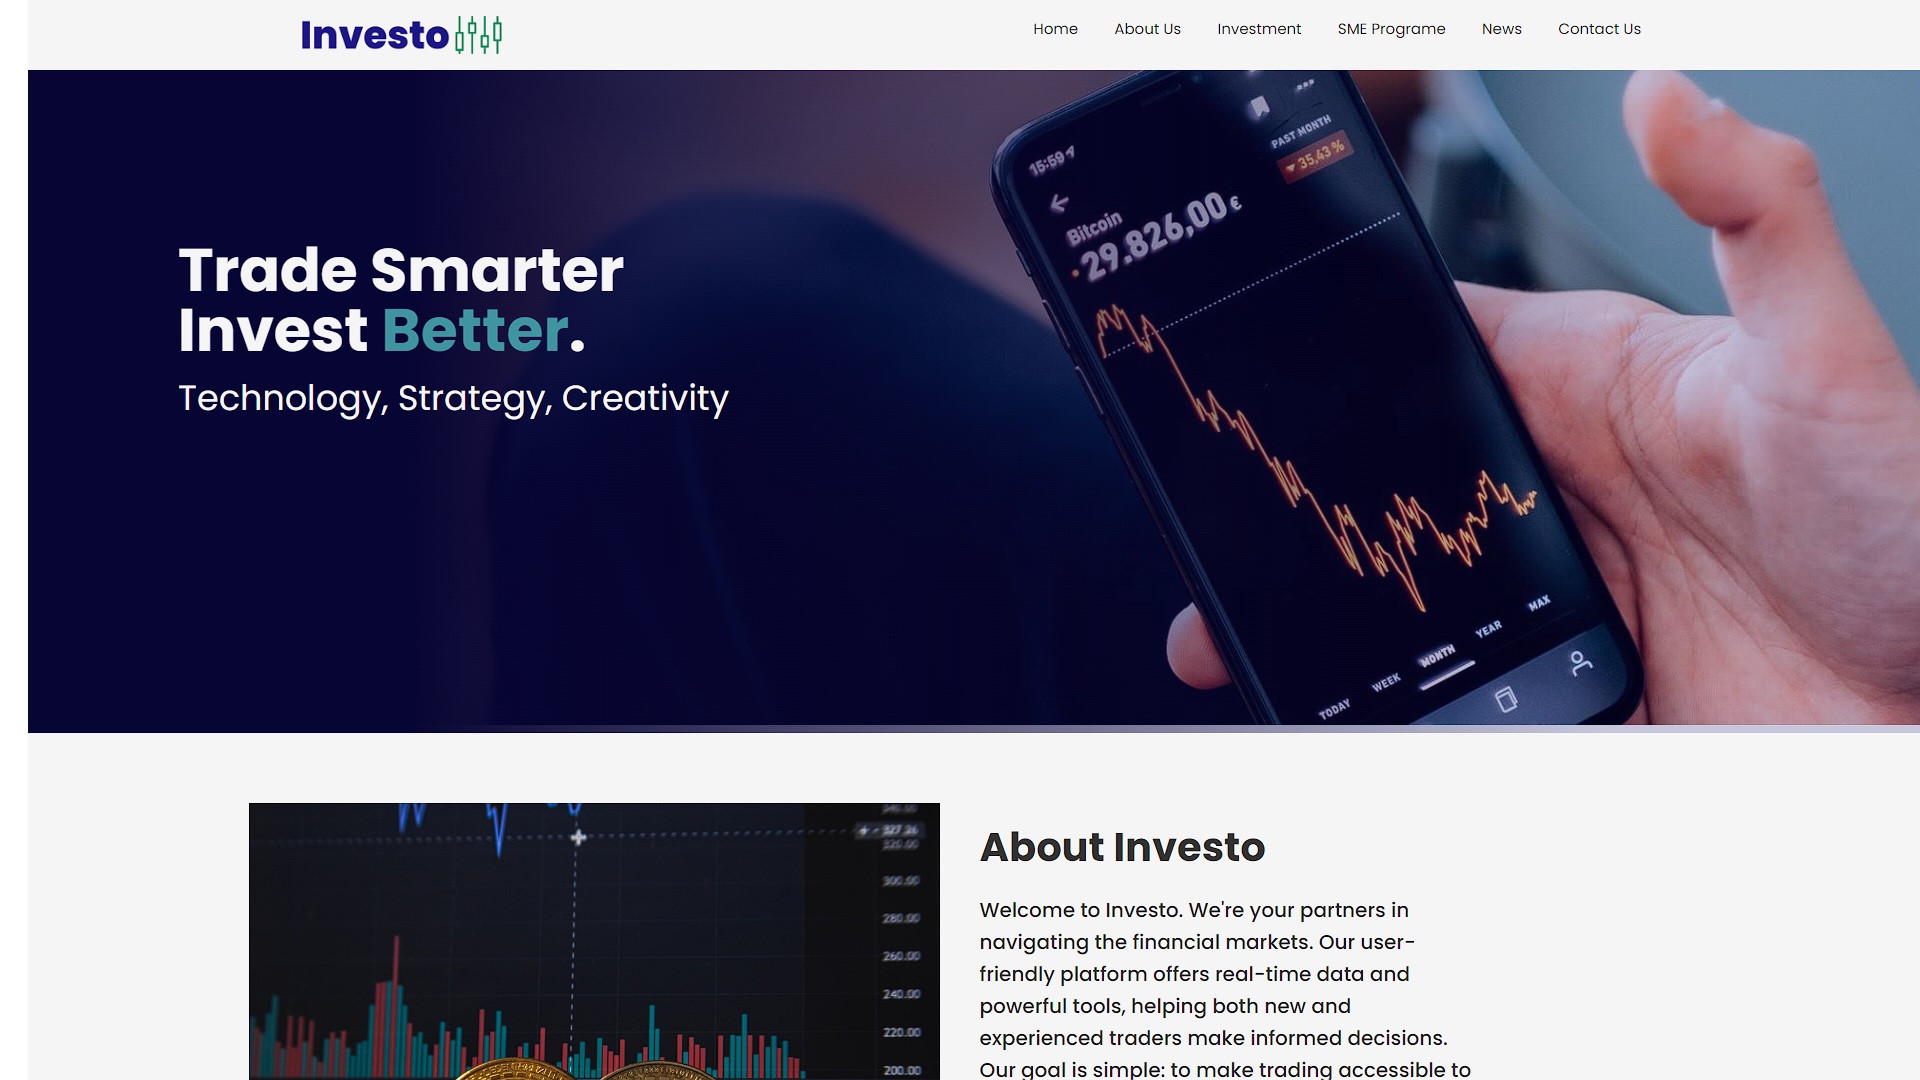 Investo
Home
About Us
Investment
SME Programe
News
Contact Us
Trade Smarter
Invest Better.
Technology, Strategy, Creativity
15:59
PAST MONTH
35,43 %
Bitcoin
29.826,00 €
TODAY
WEEK
MONTH
YEAR
MAX
327.26
320.00
300.00
280.00
260.00
240.00
220.00
200.00
About Investo
Welcome to Investo. We're your partners in
navigating the financial markets. Our user-
friendly platform offers real-time data and
powerful tools, helping both new and
experienced traders make informed decisions.
Our goal is simple: to make trading accessible to